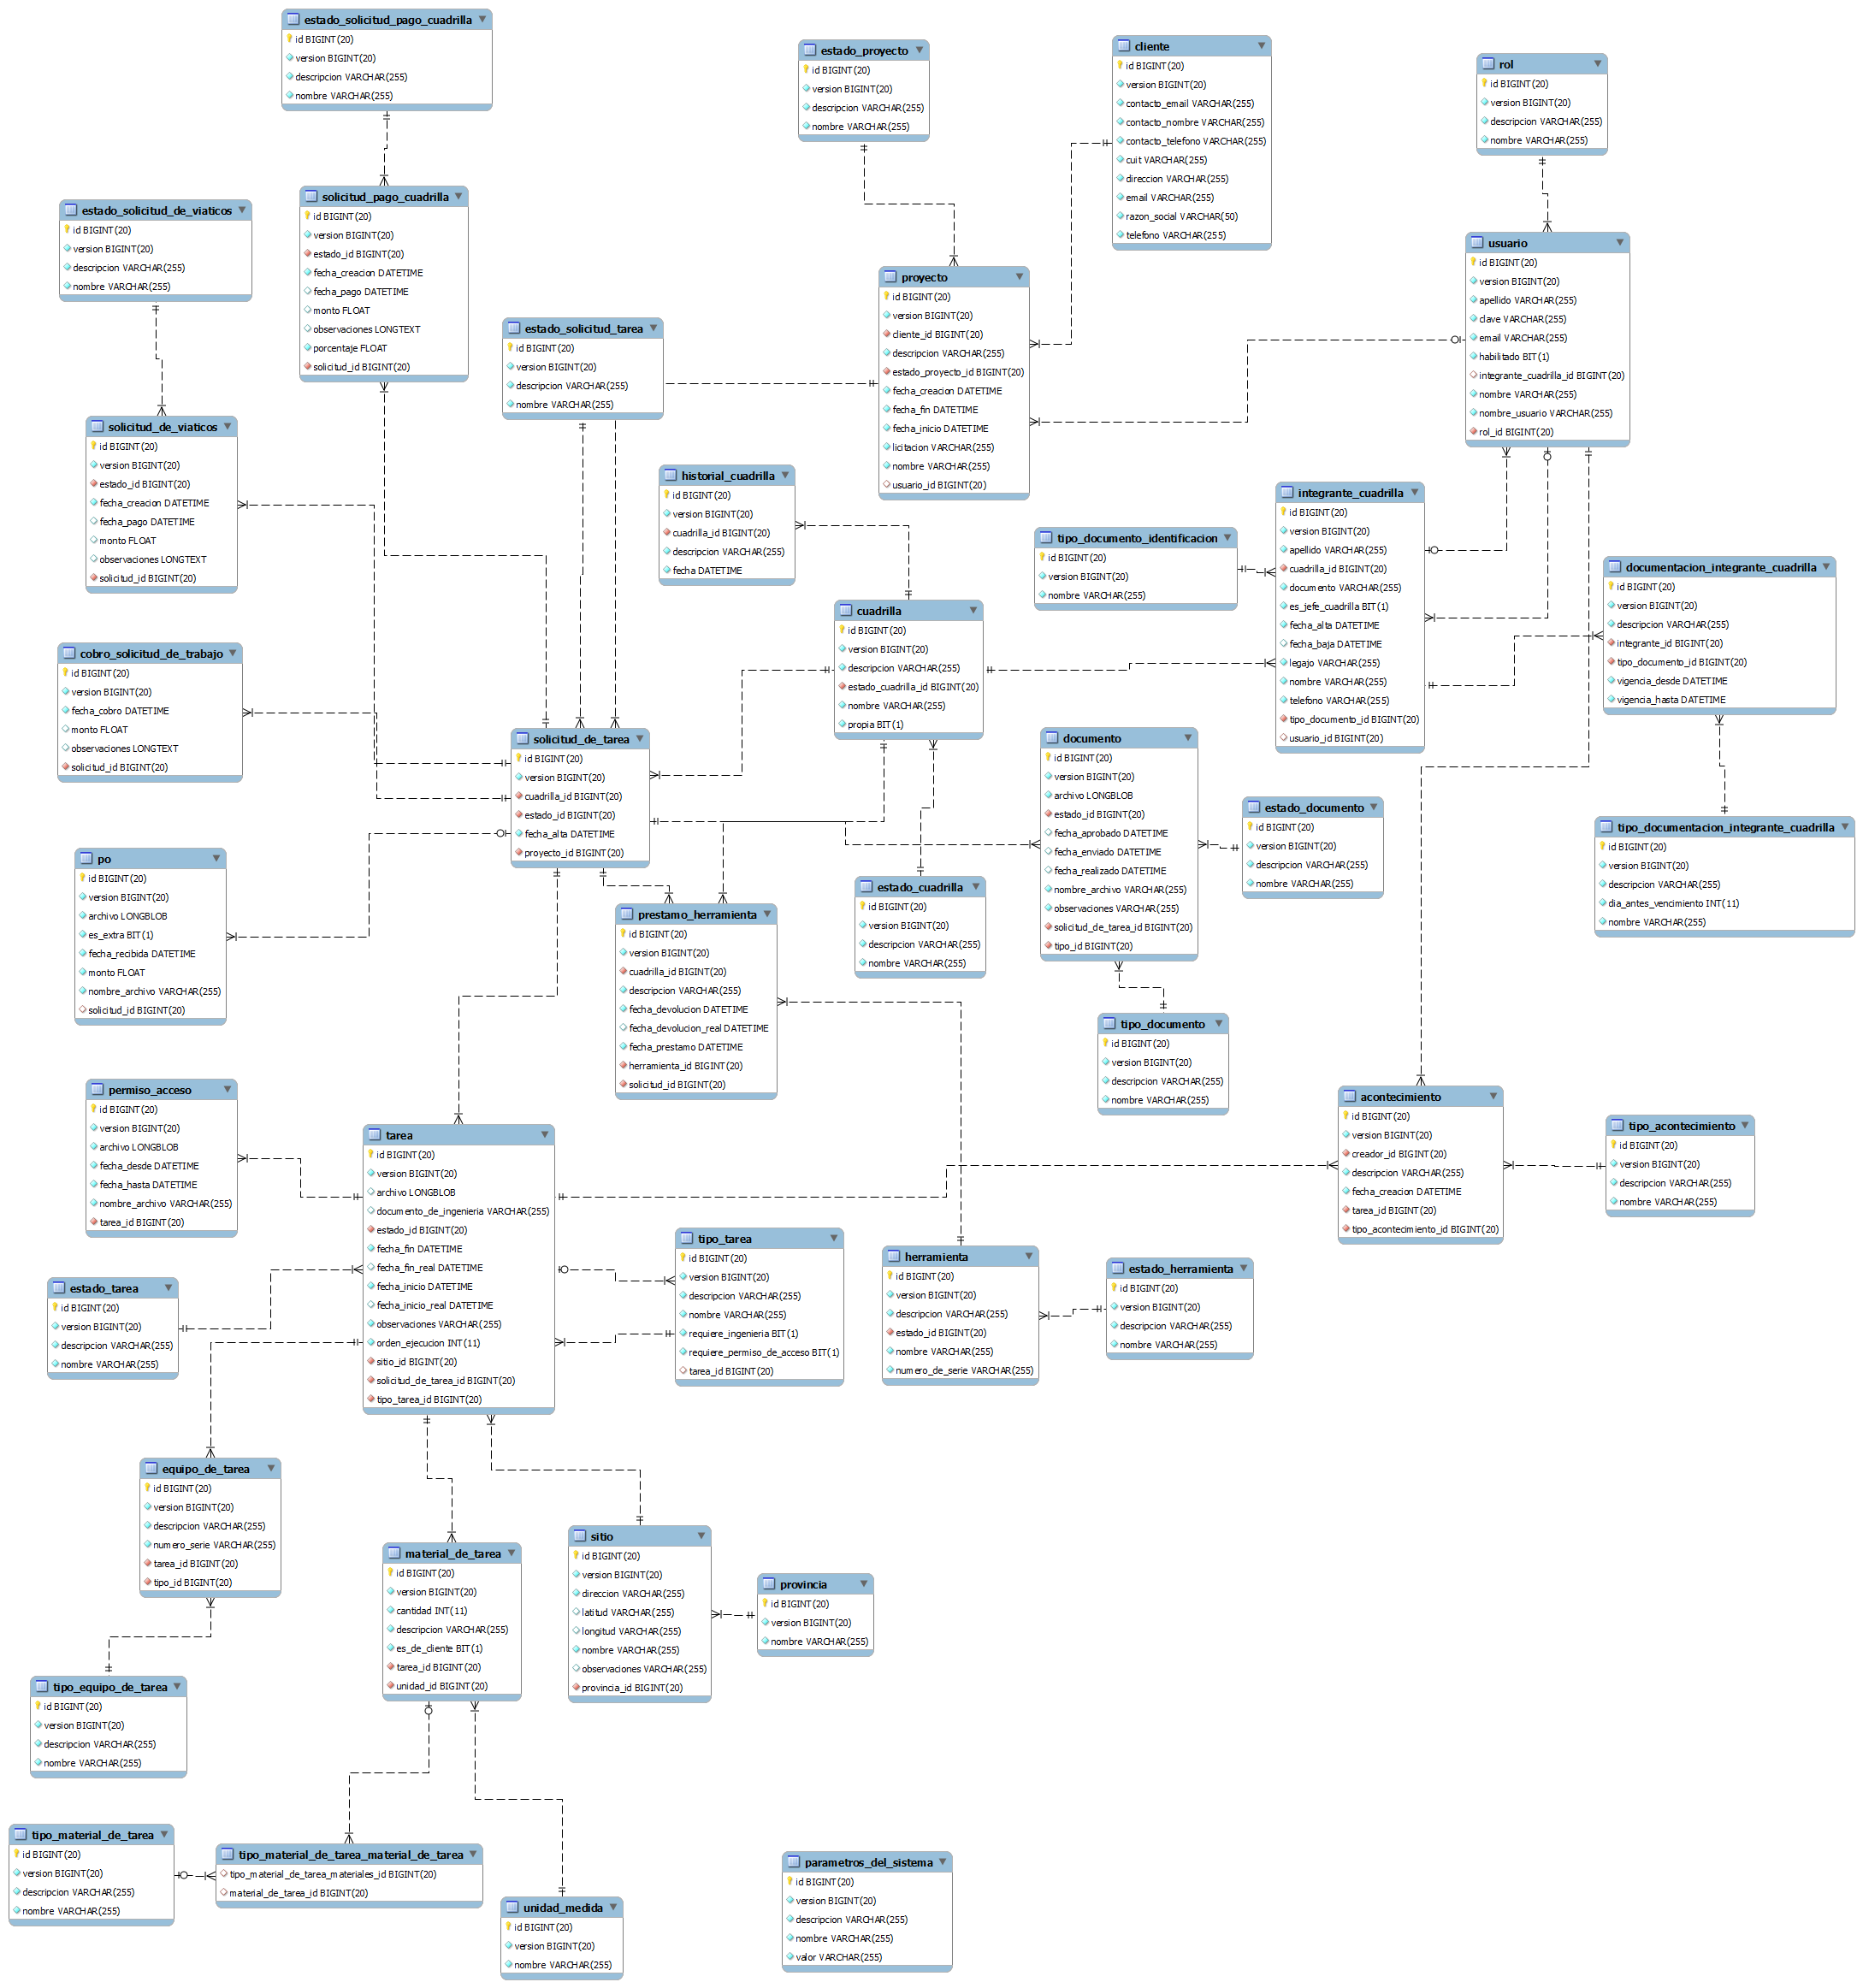 estado_solicitud_pago_cuadrilla
id BIGINT(20)
version BIGINT(20)
descripcion VARCHAR(255)
nombre VARCHAR(255)
estado_proyecto
id BIGINT(20)
version BIGINT(20)
descripcion VARCHAR(255)
nombre VARCHAR(255)
cliente
id BIGINT(20)
version BIGINT(20)
contacto_email VARCHAR(255)
contacto_nombre VARCHAR(255)
contacto_telefono VARCHAR(255)
cuit VARCHAR(255)
direccion VARCHAR(255)
email VARCHAR(255)
razon_social VARCHAR(50)
telefono VARCHAR(255)
rol
id BIGINT(20)
version BIGINT(20)
descripcion VARCHAR(255)
nombre VARCHAR(255)
estado_solicitud_de_viaticos
id BIGINT(20)
version BIGINT(20)
descripcion VARCHAR(255)
nombre VARCHAR(255)
solicitud_pago_cuadrilla
id BIGINT(20)
version BIGINT(20)
estado_id BIGINT(20)
fecha_creacion DATETIME
fecha_pago DATETIME
monto FLOAT
observaciones LONGTEXT
porcentaje FLOAT
solicitud_id BIGINT(20)
usuario
id BIGINT(20)
version BIGINT(20)
apellido VARCHAR(255)
clave VARCHAR(255)
email VARCHAR(255)
habilitado BIT(1)
integrante_cuadrilla_id BIGINT(20)
nombre VARCHAR(255)
nombre_usuario VARCHAR(255)
rol_id BIGINT(20)
proyecto
id BIGINT(20)
version BIGINT(20)
cliente_id BIGINT(20)
descripcion VARCHAR(255)
estado_proyecto_id BIGINT(20)
fecha_creacion DATETIME
fecha_fin DATETIME
fecha_inicio DATETIME
licitacion VARCHAR(255)
nombre VARCHAR(255)
usuario_id BIGINT(20)
estado_solicitud_tarea
id BIGINT(20)
version BIGINT(20)
descripcion VARCHAR(255)
nombre VARCHAR(255)
solicitud_de_viaticos
id BIGINT(20)
version BIGINT(20)
estado_id BIGINT(20)
fecha_creacion DATETIME
fecha_pago DATETIME
monto FLOAT
observaciones LONGTEXT
solicitud_id BIGINT(20)
historial_cuadrilla
id BIGINT(20)
version BIGINT(20)
cuadrilla_id BIGINT(20)
descripcion VARCHAR(255)
fecha DATETIME
integrante_cuadrilla
id BIGINT(20)
version BIGINT(20)
apellido VARCHAR(255)
cuadrilla_id BIGINT(20)
documento VARCHAR(255)
es_jefe_cuadrilla BIT(1)
fecha_alta DATETIME
fecha_baja DATETIME
legajo VARCHAR(255)
nombre VARCHAR(255)
telefono VARCHAR(255)
tipo_documento_id BIGINT(20)
usuario_id BIGINT(20)
tipo_documento_identificacion
id BIGINT(20)
version BIGINT(20)
nombre VARCHAR(255)
documentacion_integrante_cuadrilla
id BIGINT(20)
version BIGINT(20)
descripcion VARCHAR(255)
integrante_id BIGINT(20)
tipo_documento_id BIGINT(20)
vigencia_desde DATETIME
vigencia_hasta DATETIME
cuadrilla
id BIGINT(20)
version BIGINT(20)
descripcion VARCHAR(255)
estado_cuadrilla_id BIGINT(20)
nombre VARCHAR(255)
propia BIT(1)
cobro_solicitud_de_trabajo
id BIGINT(20)
version BIGINT(20)
fecha_cobro DATETIME
monto FLOAT
observaciones LONGTEXT
solicitud_id BIGINT(20)
solicitud_de_tarea
id BIGINT(20)
version BIGINT(20)
cuadrilla_id BIGINT(20)
estado_id BIGINT(20)
fecha_alta DATETIME
proyecto_id BIGINT(20)
documento
id BIGINT(20)
version BIGINT(20)
archivo LONGBLOB
estado_id BIGINT(20)
fecha_aprobado DATETIME
fecha_enviado DATETIME
fecha_realizado DATETIME
nombre_archivo VARCHAR(255)
observaciones VARCHAR(255)
solicitud_de_tarea_id BIGINT(20)
tipo_id BIGINT(20)
estado_documento
id BIGINT(20)
version BIGINT(20)
descripcion VARCHAR(255)
nombre VARCHAR(255)
tipo_documentacion_integrante_cuadrilla
id BIGINT(20)
version BIGINT(20)
descripcion VARCHAR(255)
dia_antes_vencimiento INT(11)
nombre VARCHAR(255)
po
id BIGINT(20)
version BIGINT(20)
archivo LONGBLOB
es_extra BIT(1)
fecha_recibida DATETIME
monto FLOAT
nombre_archivo VARCHAR(255)
solicitud_id BIGINT(20)
estado_cuadrilla
id BIGINT(20)
version BIGINT(20)
descripcion VARCHAR(255)
nombre VARCHAR(255)
prestamo_herramienta
id BIGINT(20)
version BIGINT(20)
cuadrilla_id BIGINT(20)
descripcion VARCHAR(255)
fecha_devolucion DATETIME
fecha_devolucion_real DATETIME
fecha_prestamo DATETIME
herramienta_id BIGINT(20)
solicitud_id BIGINT(20)
tipo_documento
id BIGINT(20)
version BIGINT(20)
descripcion VARCHAR(255)
nombre VARCHAR(255)
permiso_acceso
id BIGINT(20)
version BIGINT(20)
archivo LONGBLOB
fecha_desde DATETIME
fecha_hasta DATETIME
nombre_archivo VARCHAR(255)
tarea_id BIGINT(20)
acontecimiento
id BIGINT(20)
version BIGINT(20)
creador_id BIGINT(20)
descripcion VARCHAR(255)
fecha_creacion DATETIME
tarea_id BIGINT(20)
tipo_acontecimiento_id BIGINT(20)
tipo_acontecimiento
id BIGINT(20)
version BIGINT(20)
descripcion VARCHAR(255)
nombre VARCHAR(255)
tarea
id BIGINT(20)
version BIGINT(20)
archivo LONGBLOB
documento_de_ingenieria VARCHAR(255)
estado_id BIGINT(20)
fecha_fin DATETIME
fecha_fin_real DATETIME
fecha_inicio DATETIME
fecha_inicio_real DATETIME
observaciones VARCHAR(255)
orden_ejecucion INT(11)
sitio_id BIGINT(20)
solicitud_de_tarea_id BIGINT(20)
tipo_tarea_id BIGINT(20)
tipo_tarea
id BIGINT(20)
version BIGINT(20)
descripcion VARCHAR(255)
nombre VARCHAR(255)
requiere_ingenieria BIT(1)
requiere_permiso_de_acceso BIT(1)
tarea_id BIGINT(20)
herramienta
id BIGINT(20)
version BIGINT(20)
descripcion VARCHAR(255)
estado_id BIGINT(20)
nombre VARCHAR(255)
numero_de_serie VARCHAR(255)
estado_herramienta
id BIGINT(20)
version BIGINT(20)
descripcion VARCHAR(255)
nombre VARCHAR(255)
estado_tarea
id BIGINT(20)
version BIGINT(20)
descripcion VARCHAR(255)
nombre VARCHAR(255)
equipo_de_tarea
id BIGINT(20)
version BIGINT(20)
descripcion VARCHAR(255)
numero_serie VARCHAR(255)
tarea_id BIGINT(20)
tipo_id BIGINT(20)
material_de_tarea
id BIGINT(20)
version BIGINT(20)
cantidad INT(11)
descripcion VARCHAR(255)
es_de_cliente BIT(1)
tarea_id BIGINT(20)
unidad_id BIGINT(20)
sitio
id BIGINT(20)
version BIGINT(20)
direccion VARCHAR(255)
latitud VARCHAR(255)
longitud VARCHAR(255)
nombre VARCHAR(255)
observaciones VARCHAR(255)
provincia_id BIGINT(20)
provincia
id BIGINT(20)
version BIGINT(20)
nombre VARCHAR(255)
tipo_equipo_de_tarea
id BIGINT(20)
version BIGINT(20)
descripcion VARCHAR(255)
nombre VARCHAR(255)
tipo_material_de_tarea
id BIGINT(20)
version BIGINT(20)
descripcion VARCHAR(255)
nombre VARCHAR(255)
tipo_material_de_tarea_material_de_tarea
tipo_material_de_tarea_materiales_id BIGINT(20)
material_de_tarea_id BIGINT(20)
unidad_medida
id BIGINT(20)
version BIGINT(20)
nombre VARCHAR(255)
parametros_del_sistema
id BIGINT(20)
version BIGINT(20)
descripcion VARCHAR(255)
nombre VARCHAR(255)
valor VARCHAR(255)